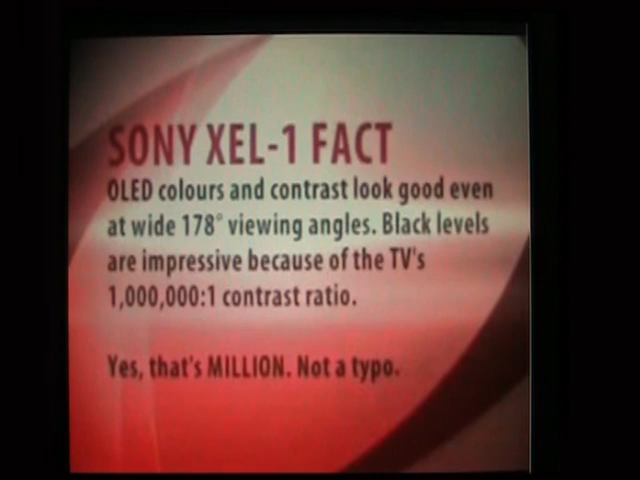 SONY XEL-1 FACT
OLED colours and contrast look good even
at wide 178° viewing angles. Black levels
are impressive because of the TV's
1,000,000:1 contrast ratio.
Yes, that's MILLION. Not a typo.